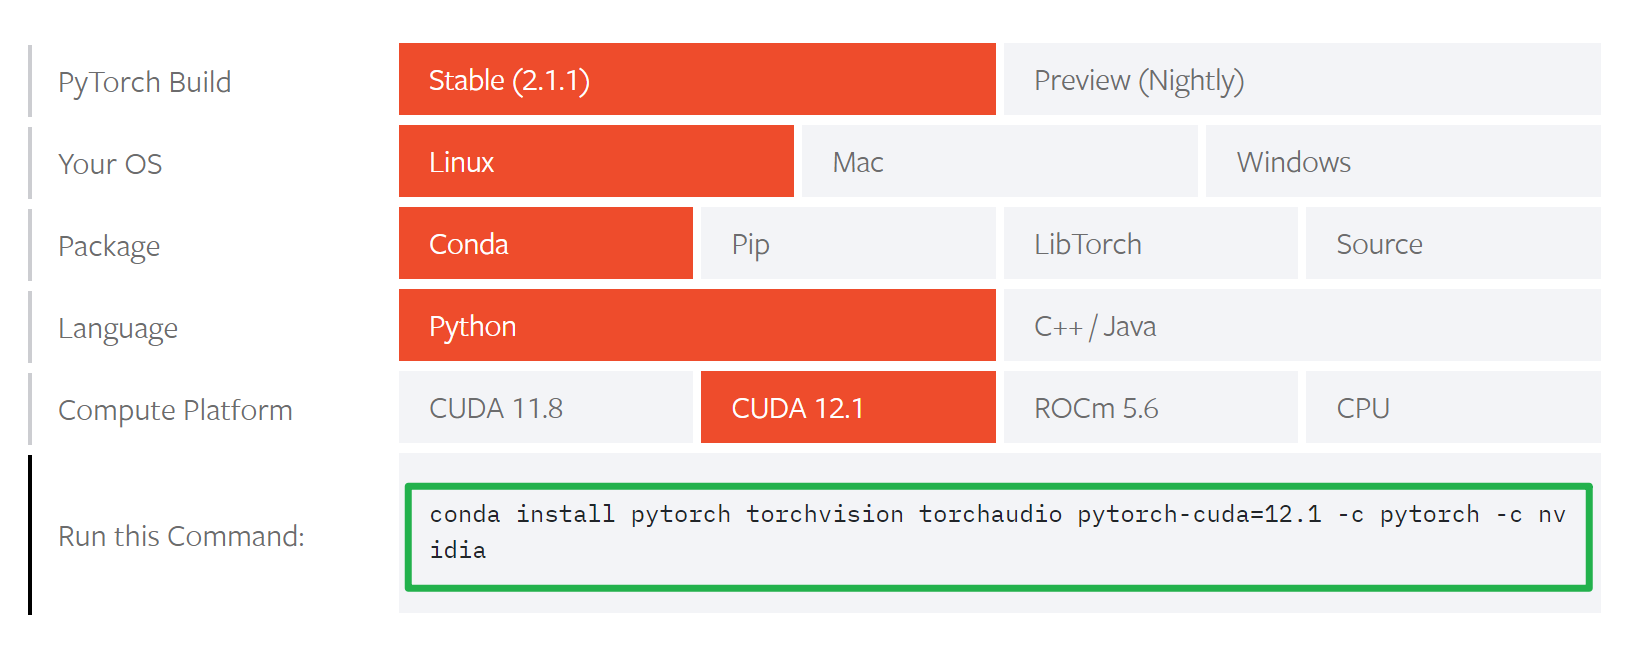 PyTorch Build
Stable (2.1.1)
Preview (Nightly)
Your OS
Linux
Mac
Windows
Package
Conda
Pip
LibTorch
Source
Language
Python
C++ / Java
Compute Platform
CUDA 11.8
CUDA 12.1
ROCm 5.6
CPU
Run this Command:
conda install pytorch torchvision torchaudio pytorch-cuda=12.1 -c pytorch -c nv
idia